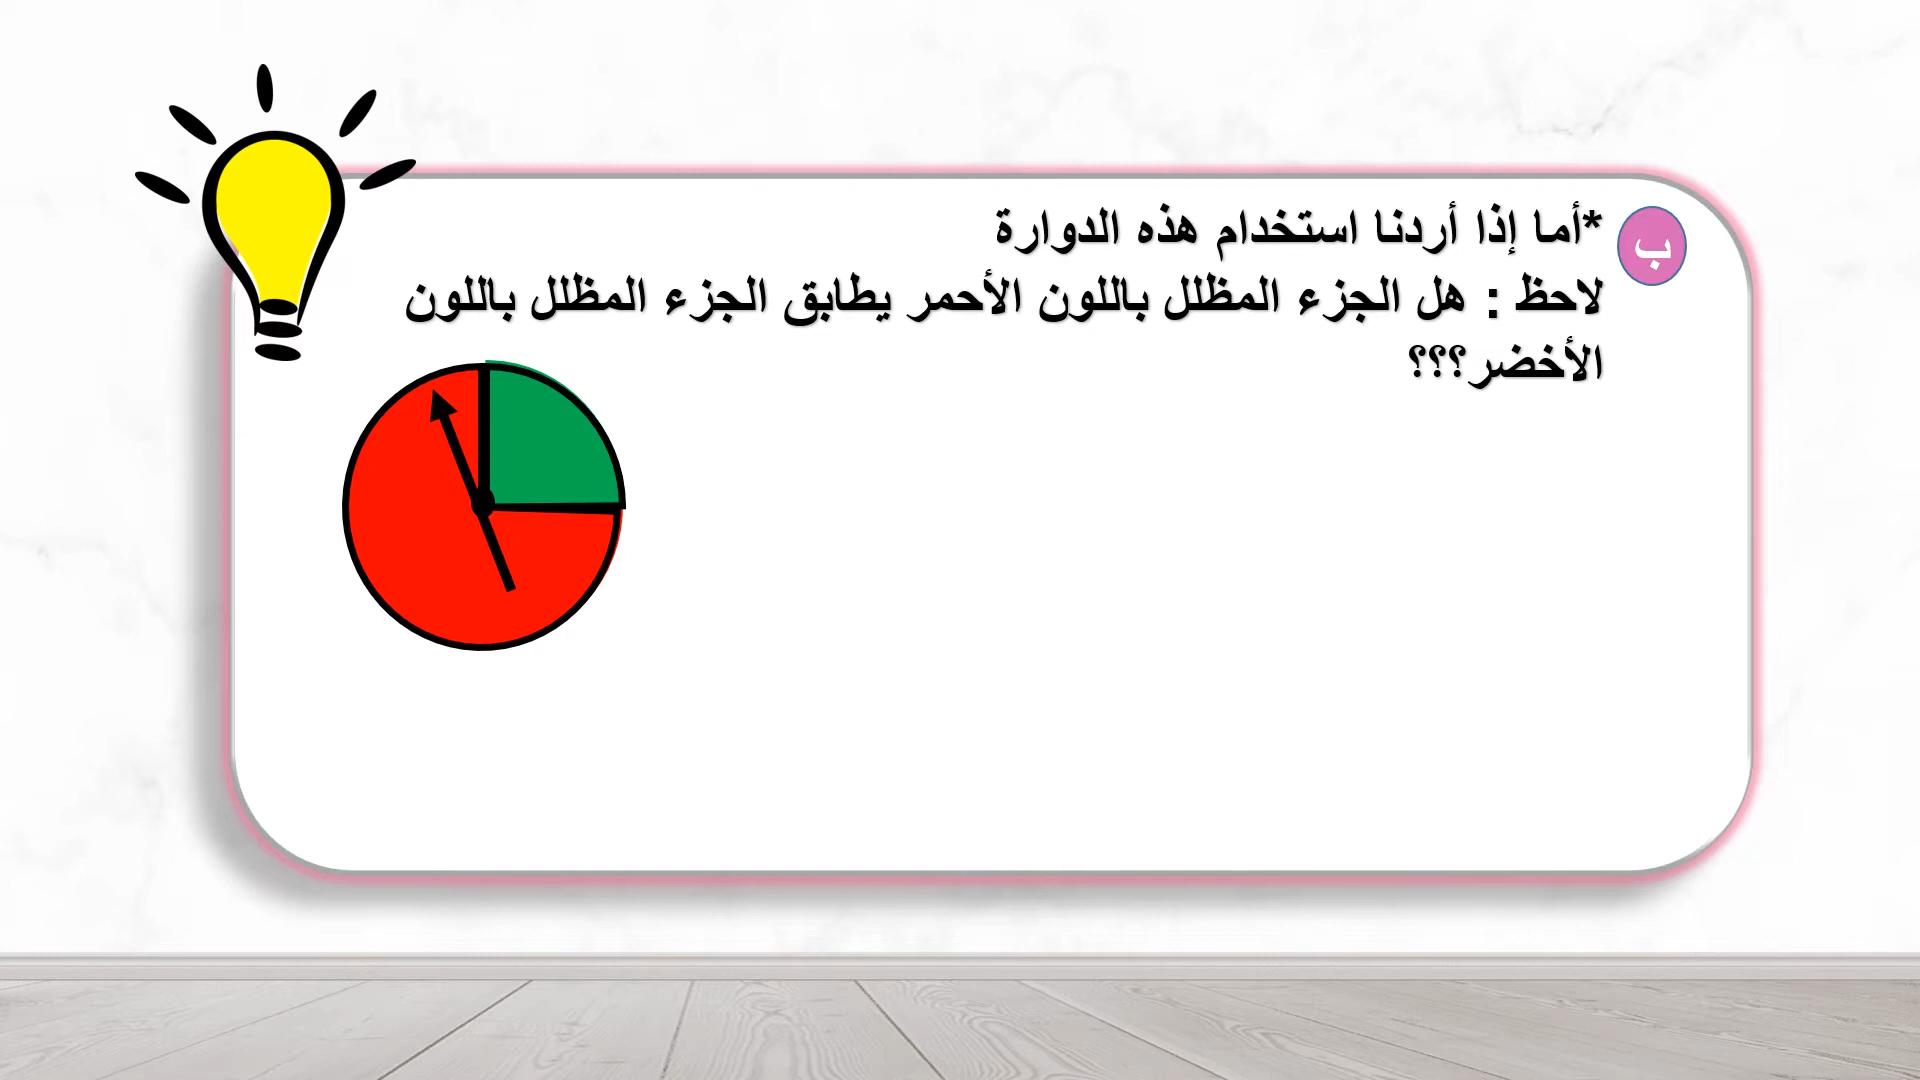 ب
*أما إذا أردنا استخدام هذه الدوارة
لاحظ : هل الجزء المظلل باللون الأحمر يطابق الجزء المظلل باللون
الأخضر؟؟؟